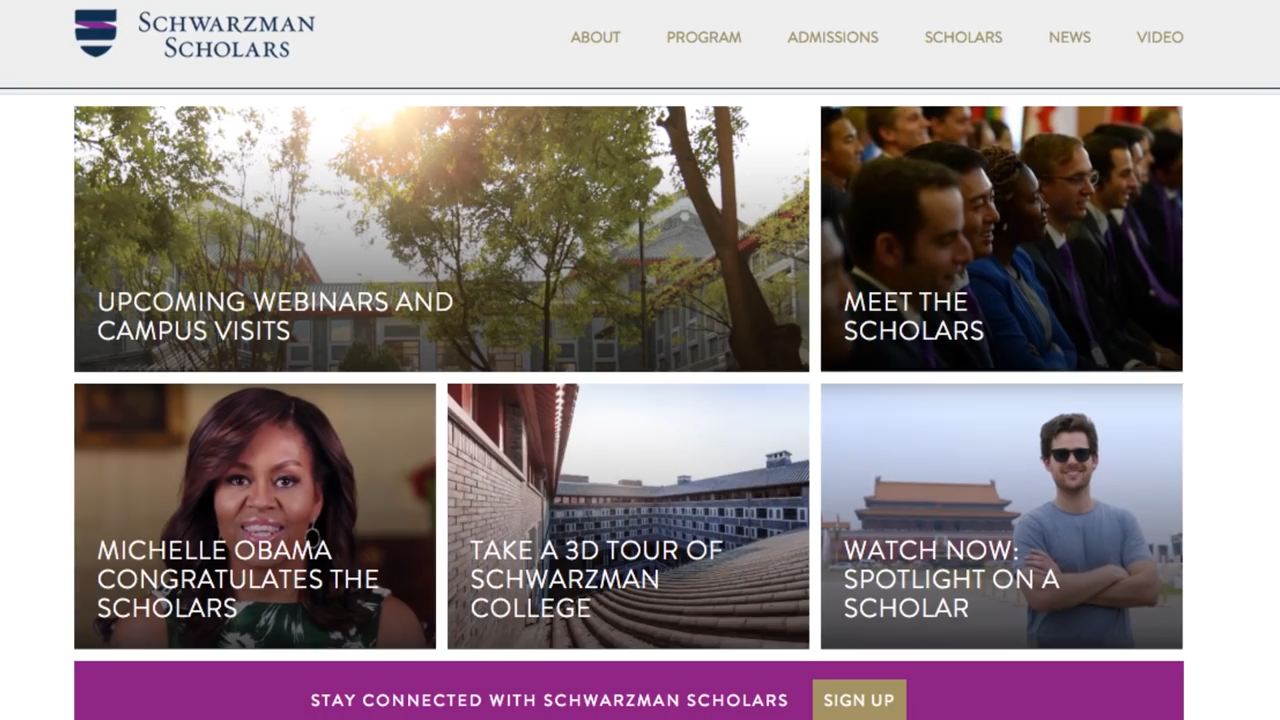 SCHWARZMAN
SCHOLARS
ABOUT PROGRAM ADMISSIONS SCHOLARS NEWS VIDEO
UPCOMING WEBINARS AND
CAMPUS VISITS
MEET THE
SCHOLARS
MICHELLE OBAMA
CONGRATULATES THE
SCHOLARS
TAKE A 3D TOUR OF
SCHWARZMAN
COLLEGE
WATCH NOW:
SPOTLIGHT ON A
SCHOLAR
STAY CONNECTED WITH SCHWARZMAN SCHOLARS SIGN UP